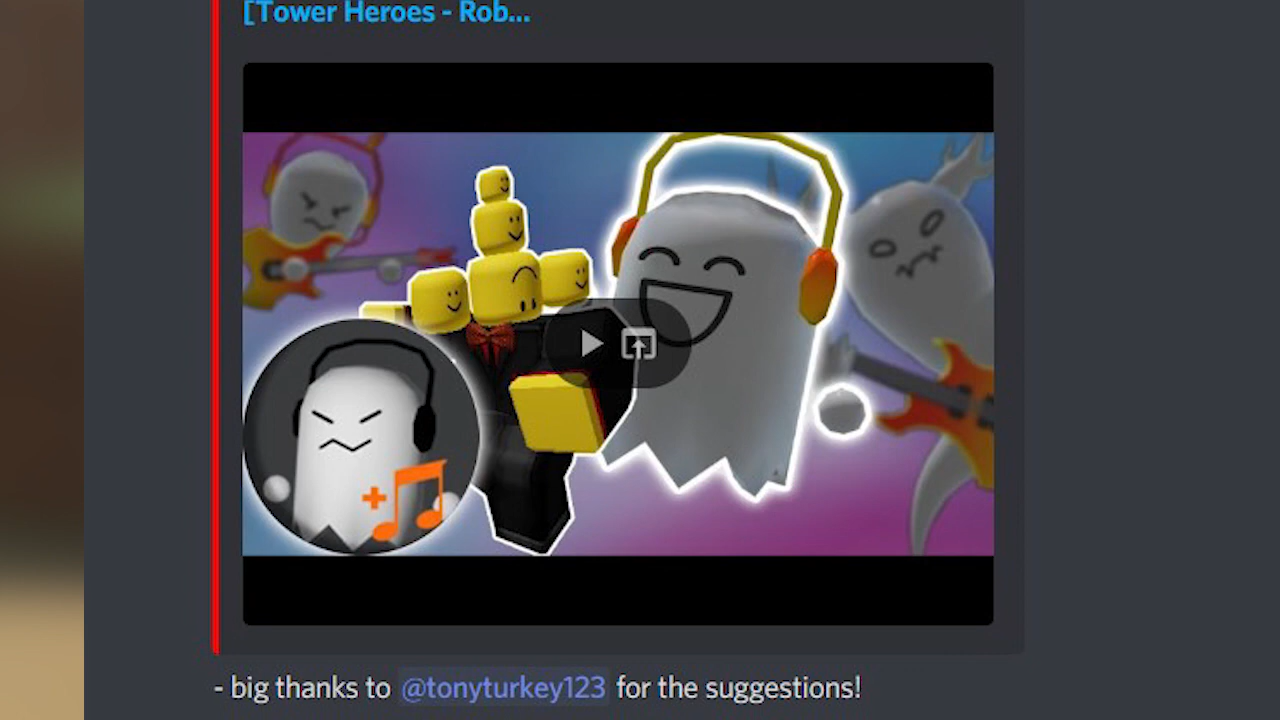 [Tower Heroes - Rob...
- big thanks to @tonyturkey123 for the suggestions!